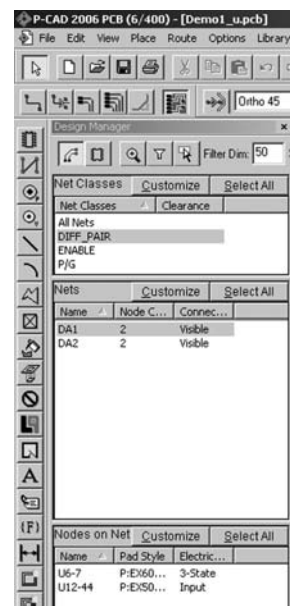 P-CAD 2006 PCB (6/400) - [Demo1_u.pcb]
File Edit View Place Route Options Library
Ortho 45
Design Manager
Filter Dim: 50
Net Classes Customize Select All
Net Classes Clearance
All Nets
DIFF_PAIR
ENABLE
P/G
Nets Customize Select All
Name Node C... Connec...
DA1 2 Visible
DA2 2 Visible
A
{F}
Nodes on Net Customize Select All
Name Pad Style Electric...
U6-7 P:EX60... 3-State
U12-44 P:EX50... Input